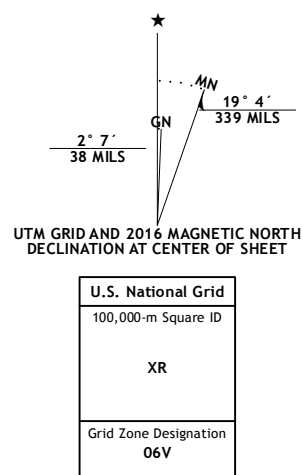 ★
MN
GN
19° 4´
339 MILS
2° 7´
38 MILS
UTM GRID AND 2016 MAGNETIC NORTH
DECLINATION AT CENTER OF SHEET
U.S. National Grid
100,000-m Square ID
XR
Grid Zone Designation
06V